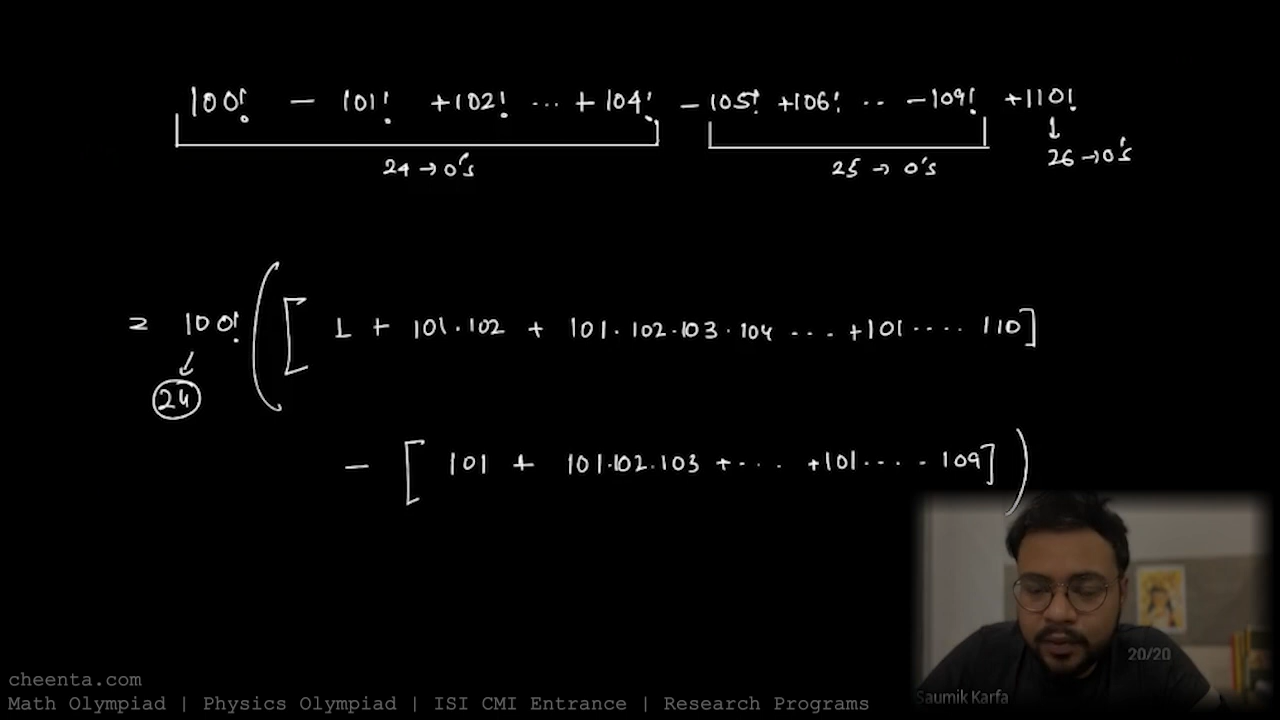 100! - 101! +102! ... + 104! - 105! +106! .. - 109! +110!
24 → 0's 25 → 0's 26 → 0's
= 100! ( [ 1 + 101.102 + 101.102.103.104 ... +101.... 110 ]
24
- [ 101 + 101.102.103 +... +101..... 109 ] )
20/20
Saumik Karfa
cheenta.com
Math Olympiad | Physics Olympiad | ISI CMI Entrance | Research Programs